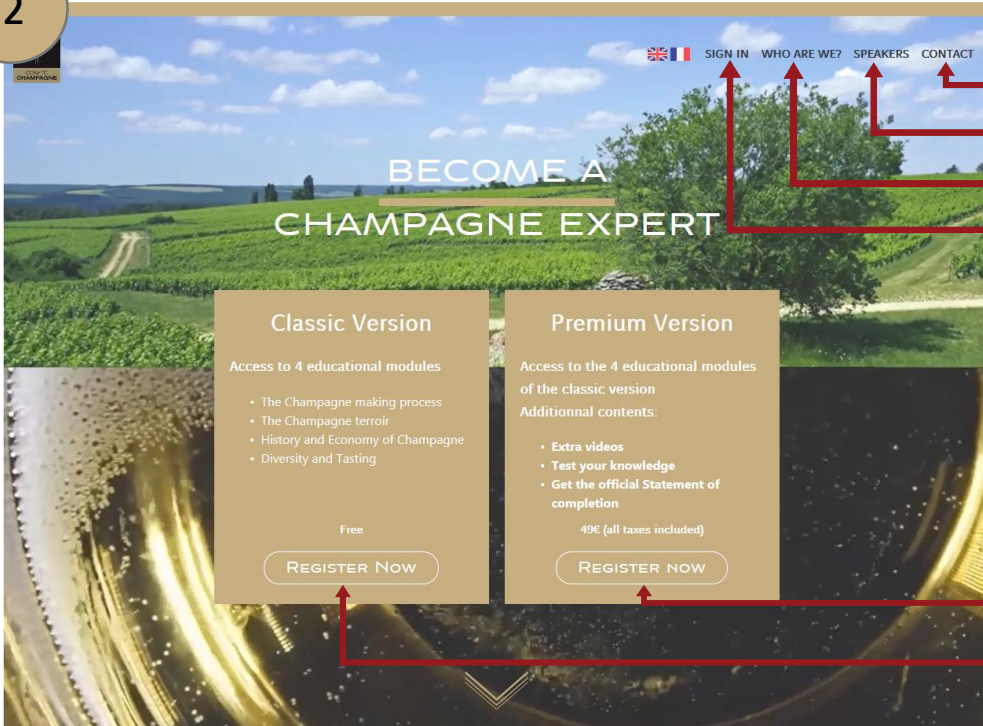 2
COMITÉ
CHAMPAGNE
SIGN IN WHO ARE WE? SPEAKERS CONTACT
BECOME A
CHAMPAGNE EXPERT
Classic Version
Access to 4 educational modules
• The Champagne making process
• The Champagne terroir
• History and Economy of Champagne
• Diversity and Tasting
Free
REGISTER NOW
Premium Version
Access to the 4 educational modules
of the classic version
Additionnal contents:
• Extra videos
• Test your knowledge
• Get the official Statement of
completion
49€ (all taxes included)
REGISTER NOW